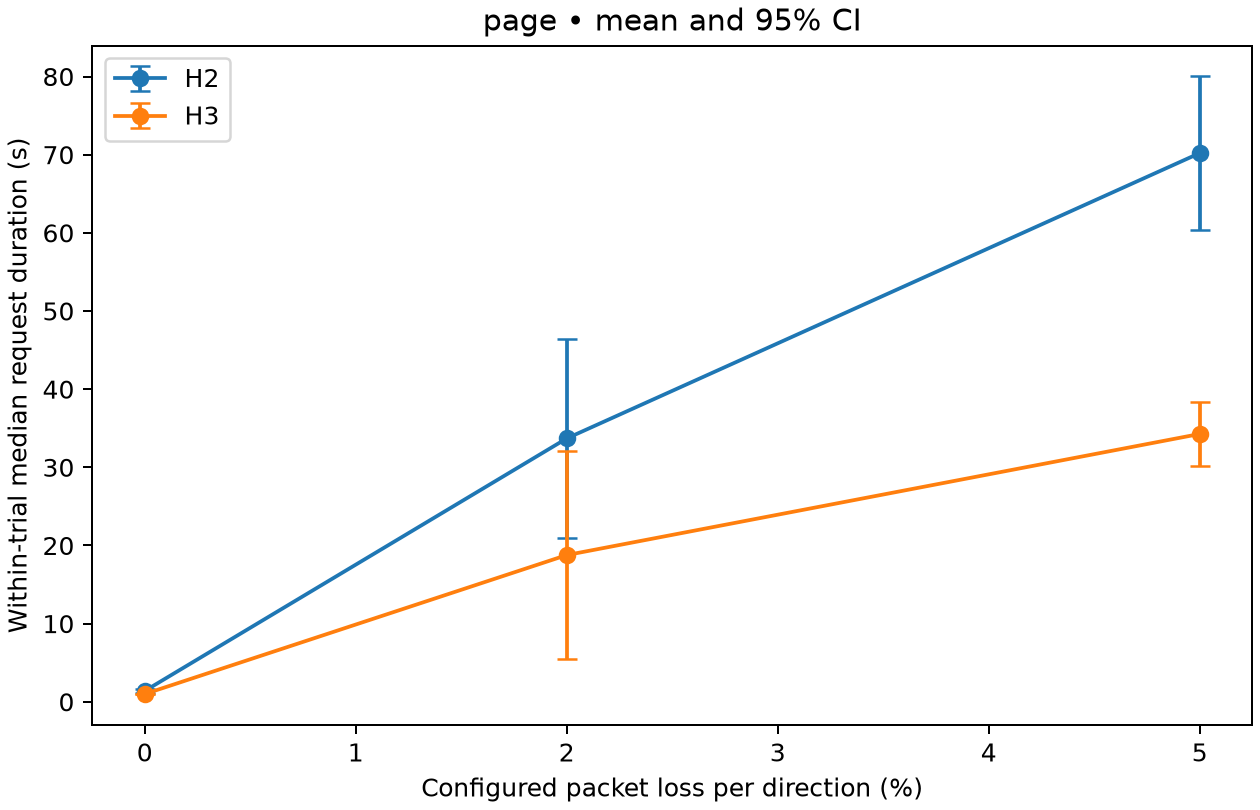 page • mean and 95% CI
H2
H3
Within-trial median request duration (s)
80
70
60
50
40
30
20
10
0
0 1 2 3 4 5
Configured packet loss per direction (%)